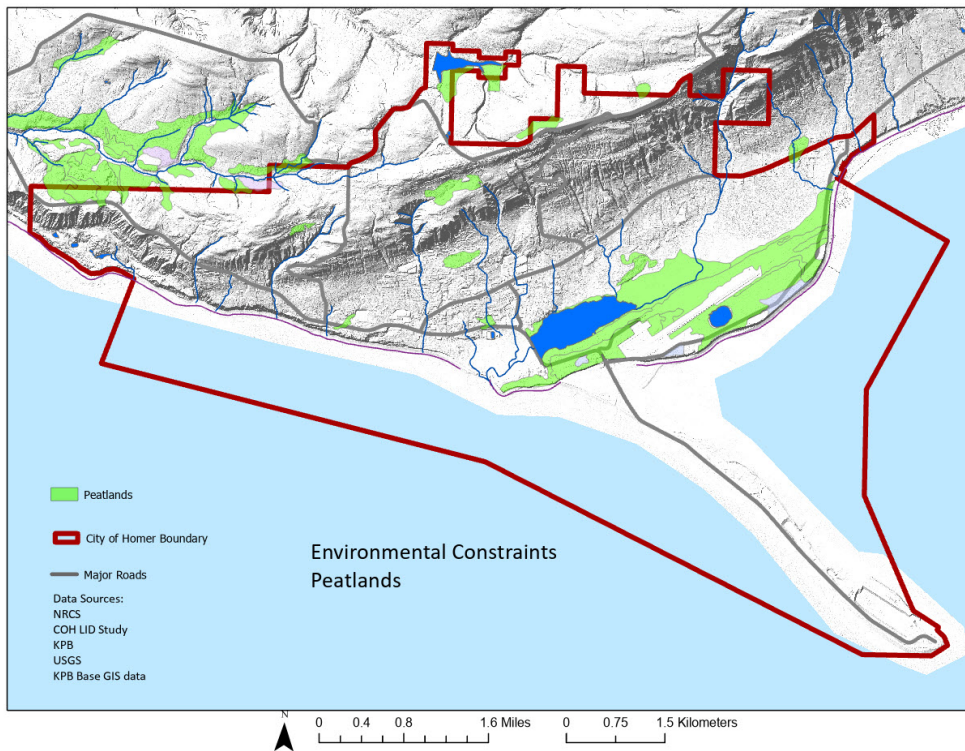 Peatlands
City of Homer Boundary
Major Roads
Data Sources:
NRCS
COH LID Study
KPB
USGS
KPB Base GIS data
Environmental Constraints
Peatlands
N
0 0.4 0.8 1.6 Miles
0 0.75 1.5 Kilometers